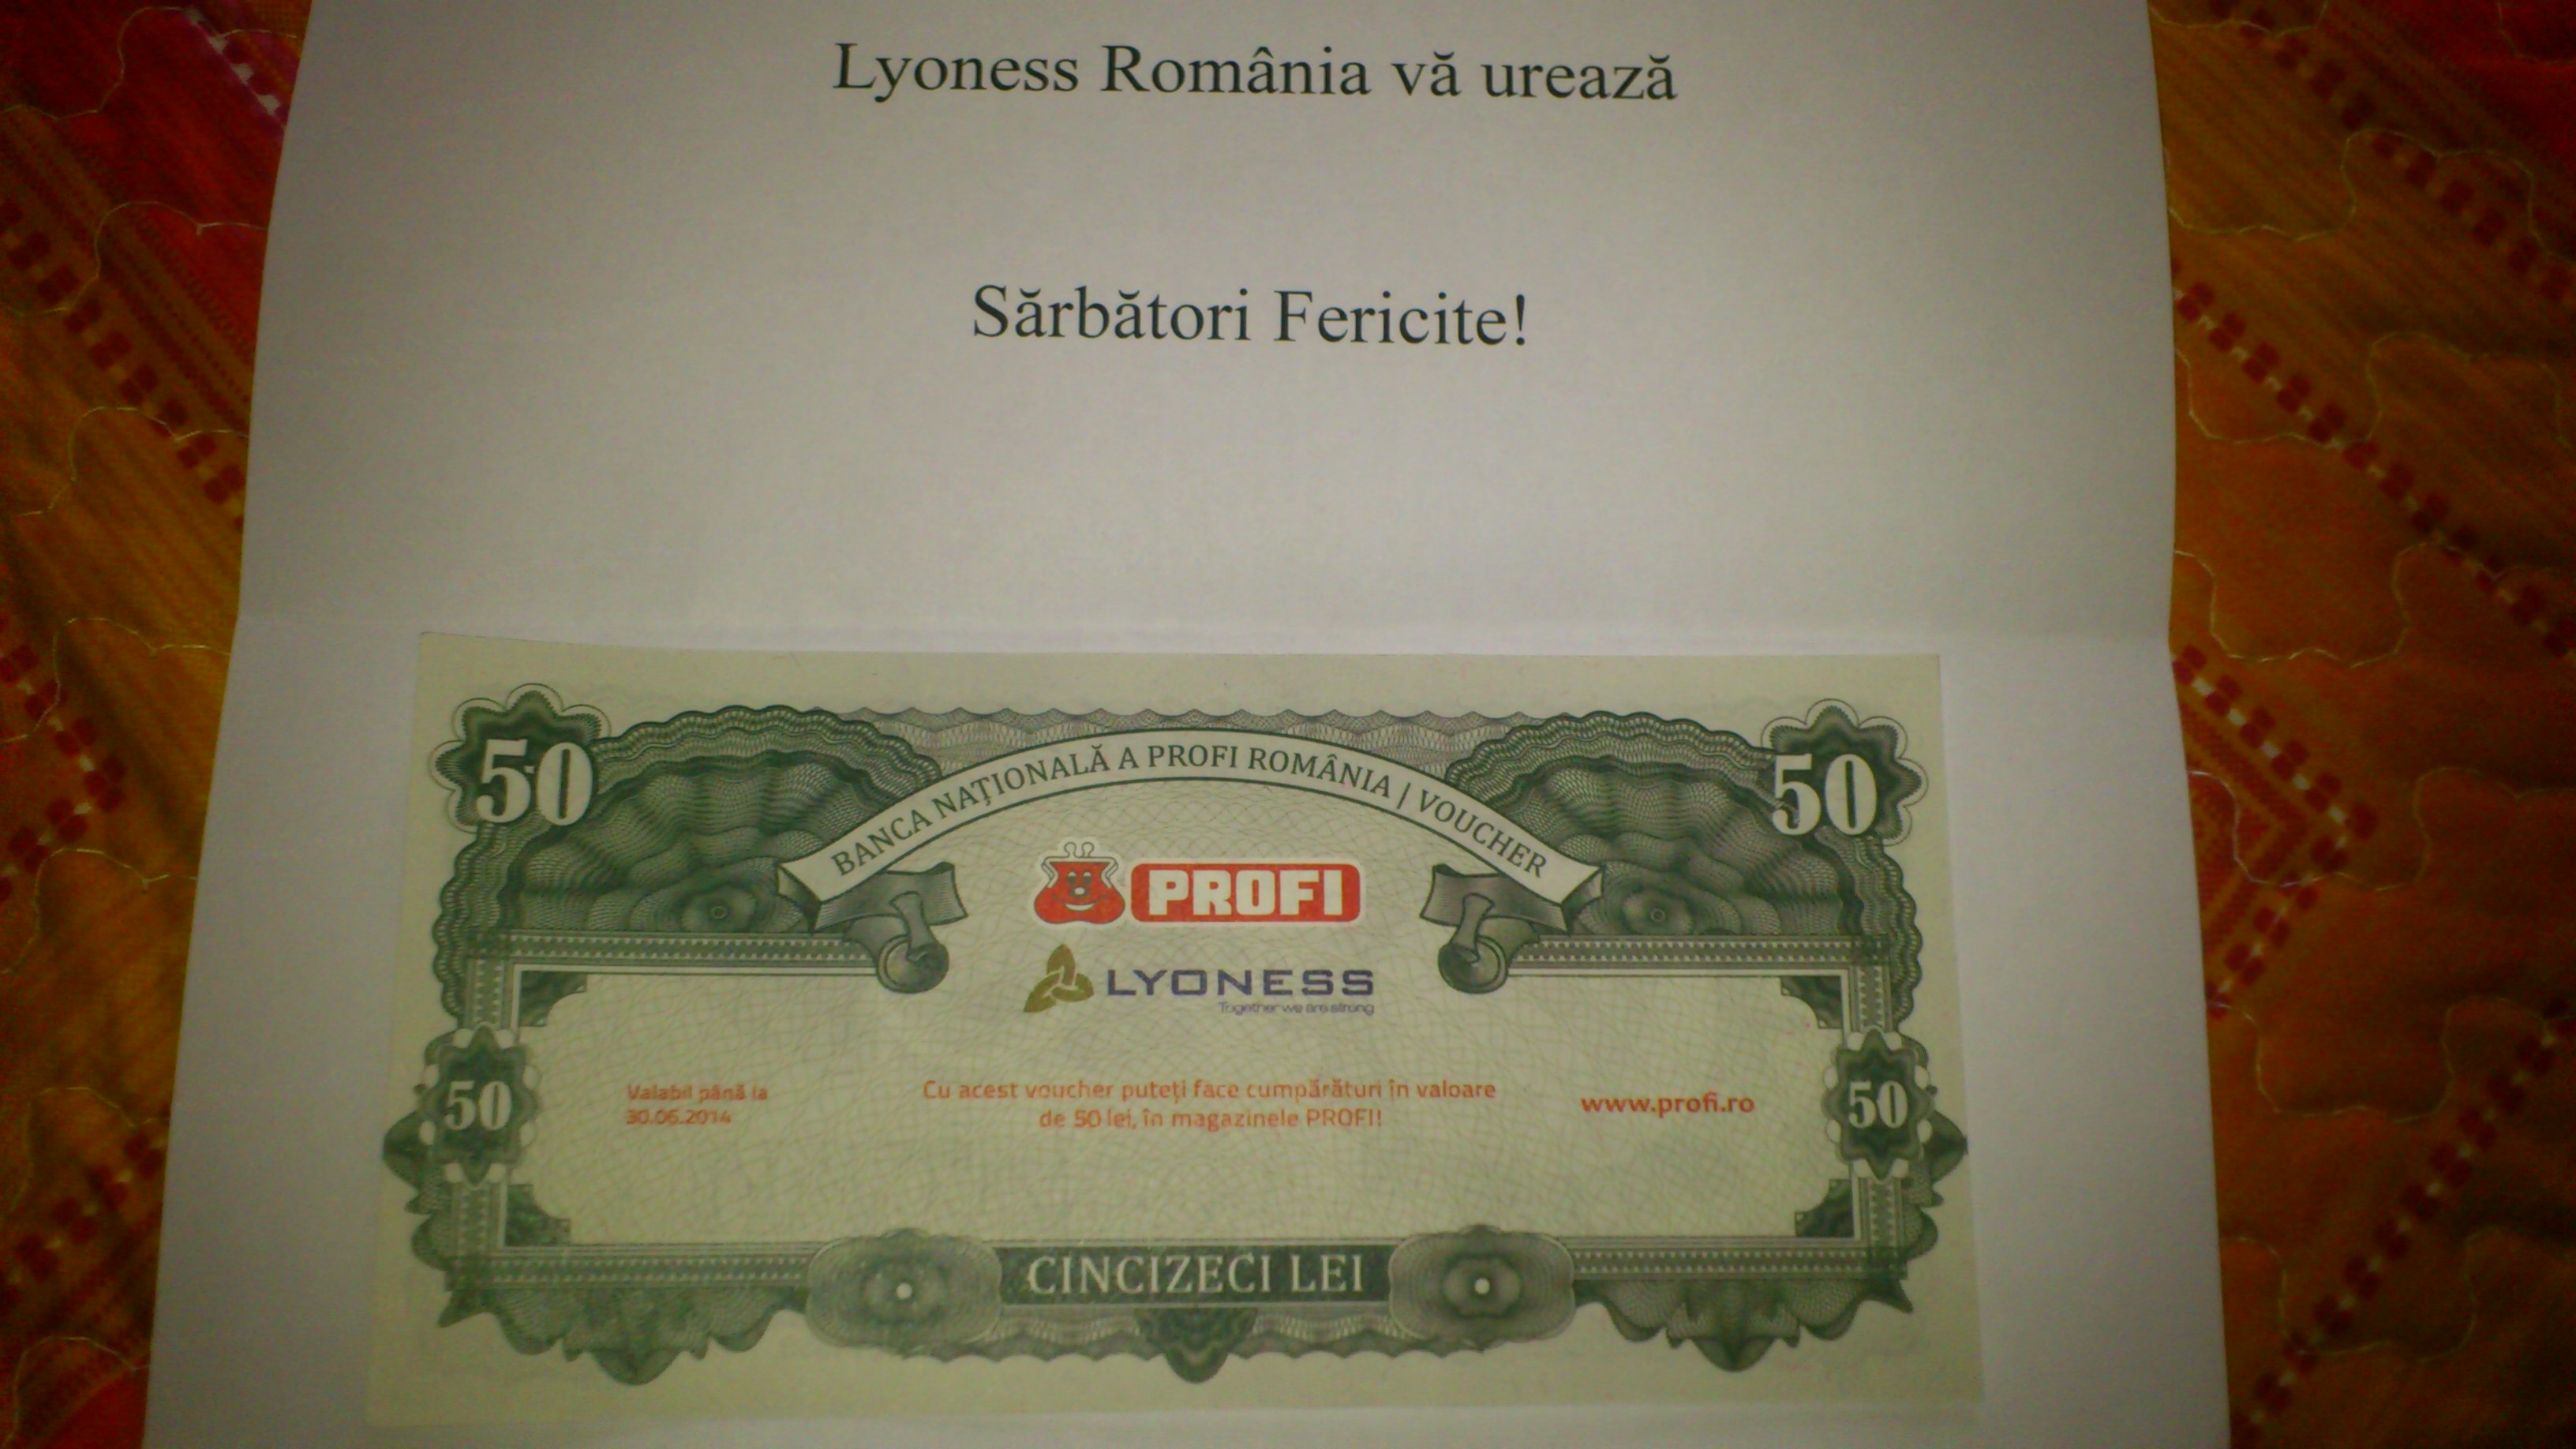 Lyoness România vă urează
Sărbători Fericite!
50
50
BANCA NAŢIONALĂ A PROFI ROMÂNIA | VOUCHER
PROFI
LYONESS
Together we are strong
50
Valabil până la
30.06.2014
Cu acest voucher puteţi face cumpărături în valoare
de 50 lei, în magazinele PROFI!
www.profi.ro
50
CINCIZECI LEI